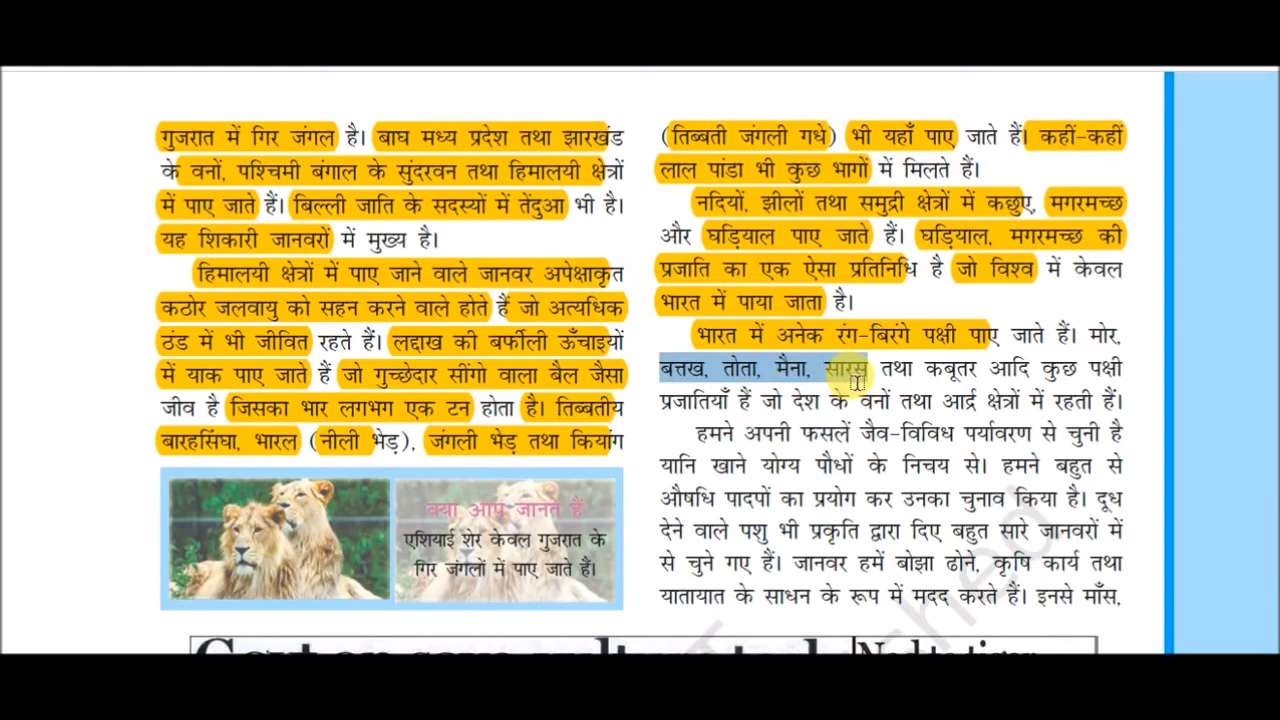 गुजरात में गिर जंगल है। बाघ मध्य प्रदेश तथा झारखंड
के वनों, पश्चिमी बंगाल के सुंदरवन तथा हिमालयी क्षेत्रों
में पाए जाते हैं। बिल्ली जाति के सदस्यों में तेंदुआ भी है।
यह शिकारी जानवरों में मुख्य है।
हिमालयी क्षेत्रों में पाए जाने वाले जानवर अपेक्षाकृत
कठोर जलवायु को सहन करने वाले होते हैं जो अत्यधिक
ठंड में भी जीवित रहते हैं। लद्दाख की बर्फीली ऊँचाइयों
में याक पाए जाते हैं जो गुच्छेदार सींगो वाला बैल जैसा
जीव है जिसका भार लगभग एक टन होता है। तिब्बतीय
बारहसिंघा, भारल (नीली भेड़), जंगली भेड़ तथा कियांग
क्या आप जानते हैं
एशियाई शेर केवल गुजरात के
गिर जंगलों में पाए जाते हैं।
(तिब्बती जंगली गधे) भी यहाँ पाए जाते हैं। कहीं-कहीं
लाल पांडा भी कुछ भागों में मिलते हैं।
नदियों, झीलों तथा समुद्री क्षेत्रों में कछुए, मगरमच्छ
और घड़ियाल पाए जाते हैं। घड़ियाल, मगरमच्छ की
प्रजाति का एक ऐसा प्रतिनिधि है जो विश्व में केवल
भारत में पाया जाता है।
भारत में अनेक रंग-बिरंगे पक्षी पाए जाते हैं। मोर,
बत्तख, तोता, मैना, सारस तथा कबूतर आदि कुछ पक्षी
प्रजातियाँ हैं जो देश के वनों तथा आर्द्र क्षेत्रों में रहती हैं।
हमने अपनी फसलें जैव-विविध पर्यावरण से चुनी है
यानि खाने योग्य पौधों के निचय से। हमने बहुत से
औषधि पादपों का प्रयोग कर उनका चुनाव किया है। दूध
देने वाले पशु भी प्रकृति द्वारा दिए बहुत सारे जानवरों में
से चुने गए हैं। जानवर हमें बोझा ढोने, कृषि कार्य तथा
यातायात के साधन के रूप में मदद करते हैं। इनसे माँस,